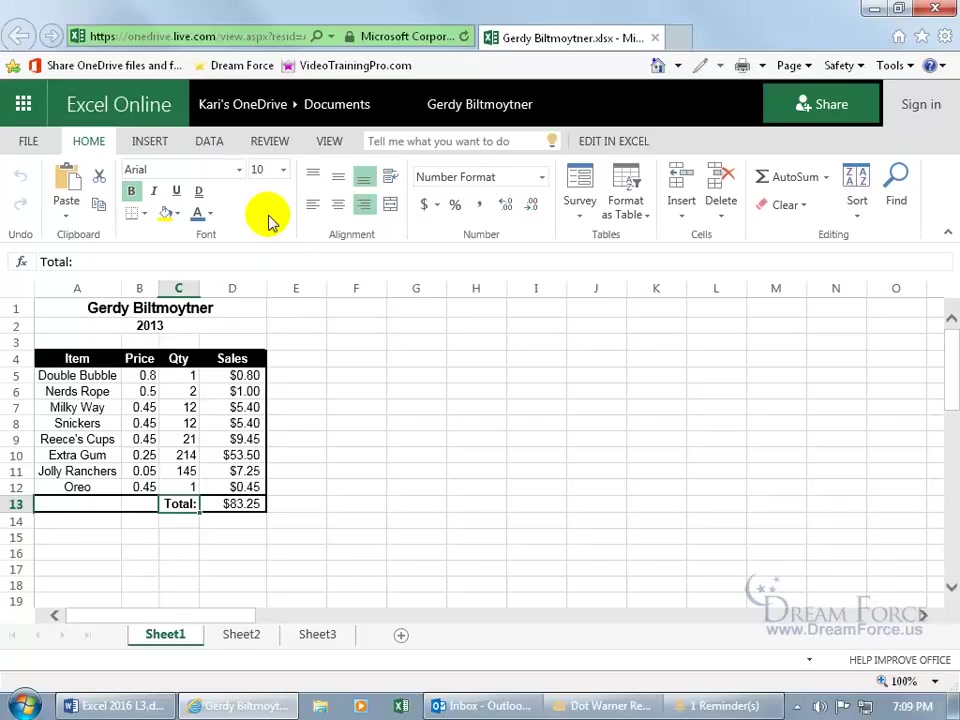 https://onedrive.live.com/view.aspx?resid=
Microsoft Corpor...
Gerdy Biltmoytner.xlsx - Mi...
Share OneDrive files and f...
Dream Force
VideoTrainingPro.com
Page
Safety
Tools
Excel Online
Kari's OneDrive
Documents
Gerdy Biltmoytner
Share
Sign in
FILE
HOME
INSERT
DATA
REVIEW
VIEW
Tell me what you want to do
EDIT IN EXCEL
Arial
10
Number Format
Paste
Survey
Format
as Table
Insert
Delete
AutoSum
Clear
Sort
Find
Undo
Clipboard
Font
Alignment
Number
Tables
Cells
Editing
fx Total:
A B C D E F G H I J K L M N O
1 Gerdy Biltmoytner
2 2013
3
4 Item Price Qty Sales
5 Double Bubble 0.8 1 $0.80
6 Nerds Rope 0.5 2 $1.00
7 Milky Way 0.45 12 $5.40
8 Snickers 0.45 12 $5.40
9 Reece's Cups 0.45 21 $9.45
10 Extra Gum 0.25 214 $53.50
11 Jolly Ranchers 0.05 145 $7.25
12 Oreo 0.45 1 $0.45
13 Total: $83.25
14
15
16
17
18
19
DREAM FORCE
www.DreamForce.us
Sheet1
Sheet2
Sheet3
HELP IMPROVE OFFICE
100%
Excel 2016 L3.d...
Gerdy Biltmoyt...
Inbox - Outloo...
Dot Warner Re...
1 Reminder(s)
7:09 PM